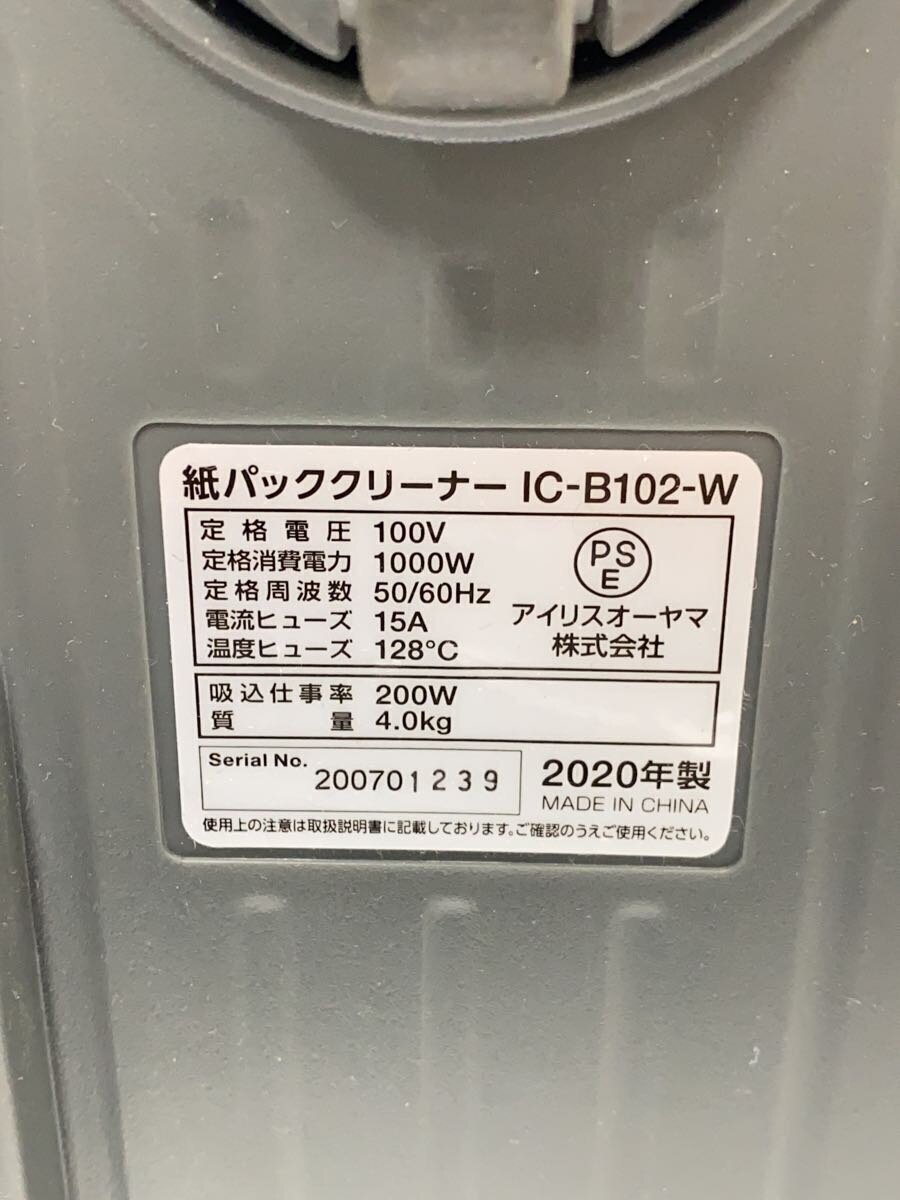 紙パッククリーナー IC-B102-W
定格電圧 100V
定格消費電力 1000W
定格周波数 50/60Hz
電流ヒューズ 15A
温度ヒューズ 128°C
PS
E
アイリスオーヤマ
株式会社
吸込仕事率 200W
質量 4.0kg
Serial No. 200701239
2020年製
MADE IN CHINA
使用上の注意は取扱説明書に記載しております。ご確認のうえご使用ください。